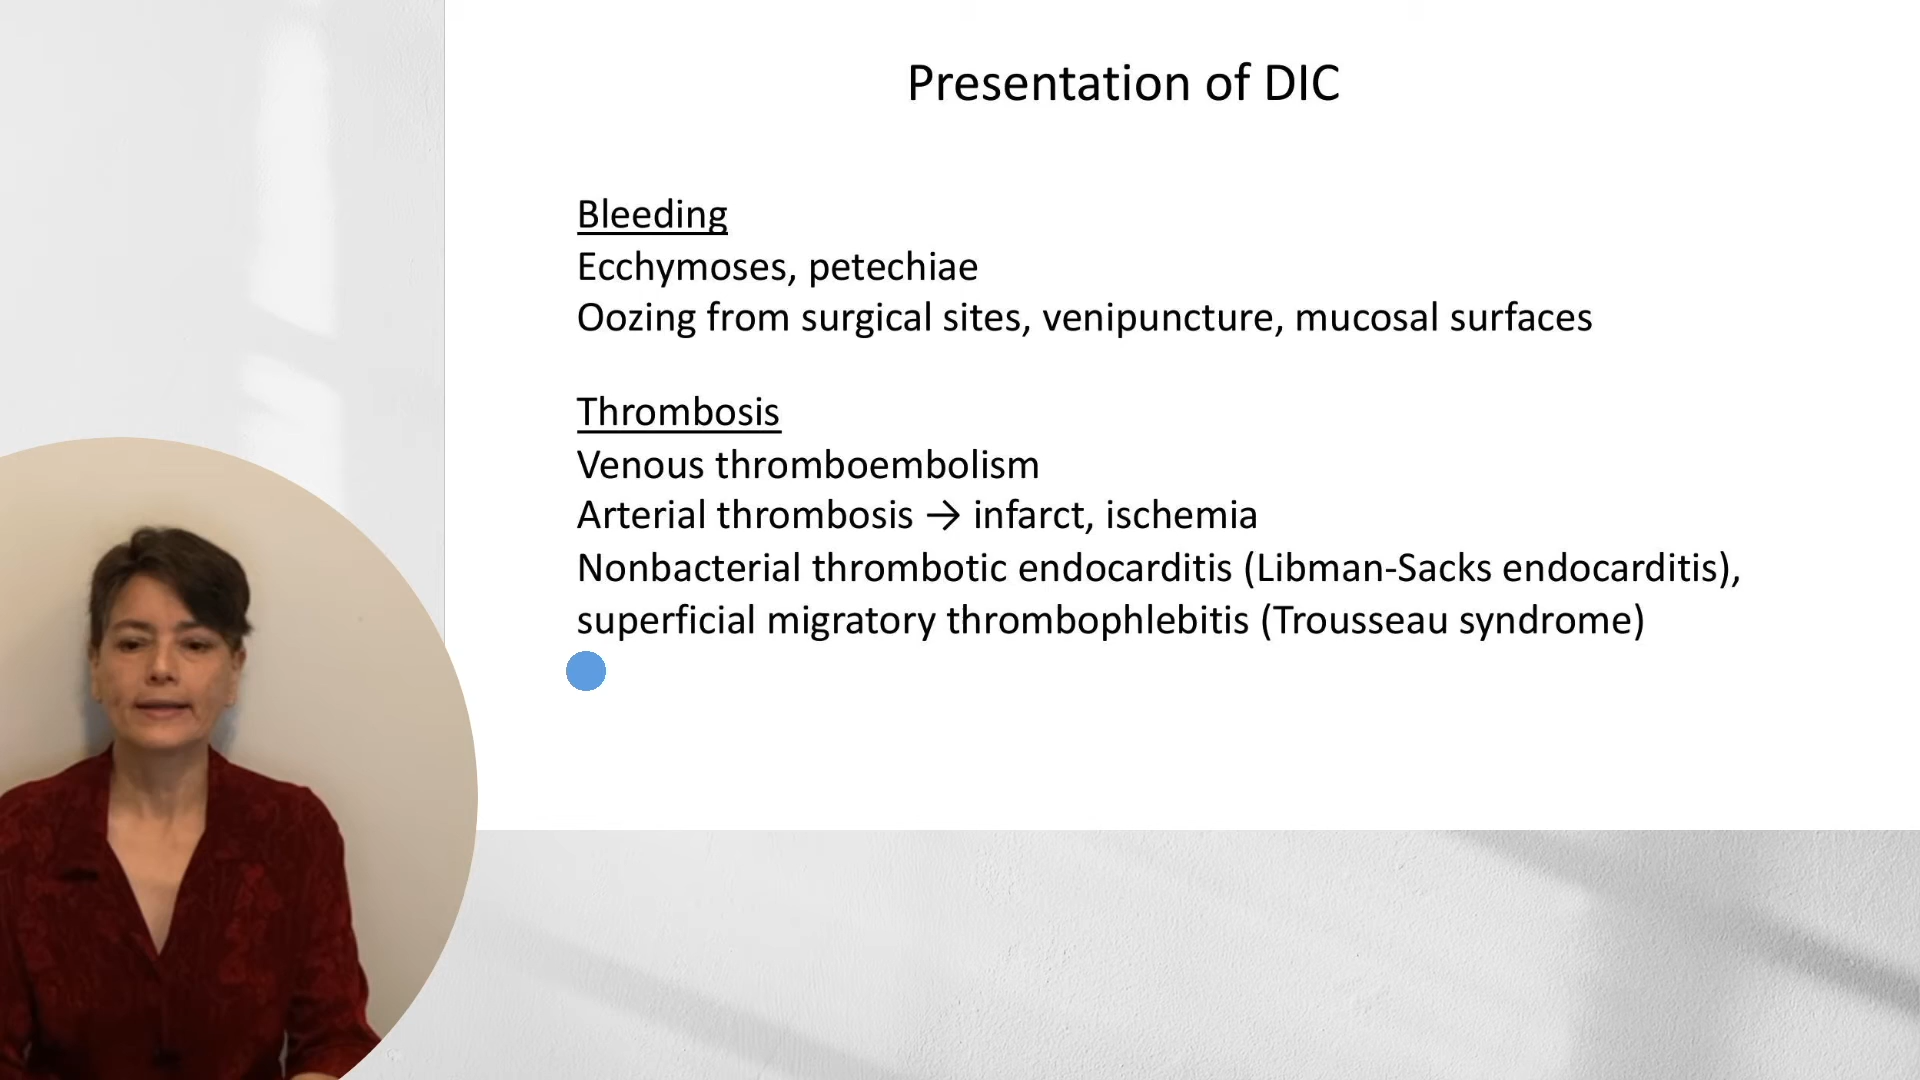 Presentation of DIC
Bleeding
Ecchymoses, petechiae
Oozing from surgical sites, venipuncture, mucosal surfaces
Thrombosis
Venous thromboembolism
Arterial thrombosis → infarct, ischemia
Nonbacterial thrombotic endocarditis (Libman-Sacks endocarditis),
superficial migratory thrombophlebitis (Trousseau syndrome)